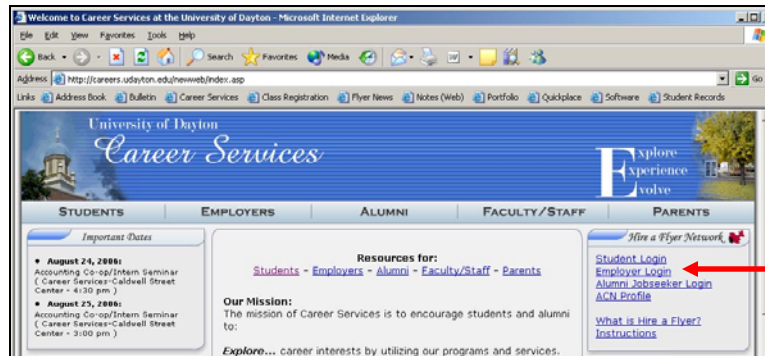 Welcome to Career Services at the University of Dayton - Microsoft Internet Explorer
File Edit View Favorites Tools Help
Back Search Favorites Media
Address http://careers.udayton.edu/newweb/index.asp Go
Links Address Book Bulletin Career Services Class Registration Flyer News Notes (Web) Portfolio Quickplace Software Student Records
University of Dayton
Career Services
Explore
Experience
Evolve
STUDENTS EMPLOYERS ALUMNI FACULTY/STAFF PARENTS
Important Dates
• August 24, 2006:
Accounting Co-op/Intern Seminar
( Career Services-Caldwell Street
Center - 4:30 pm )
• August 25, 2006:
Accounting Co-op/Intern Seminar
( Career Services-Caldwell Street
Center - 3:00 pm )
Resources for:
Students - Employers - Alumni - Faculty/Staff - Parents
Our Mission:
The mission of Career Services is to encourage students and alumni
to:
Explore... career interests by utilizing our programs and services.
Hire a Flyer Network
Student Login
Employer Login
Alumni Jobseeker Login
ACN Profile
What is Hire a Flyer?
Instructions